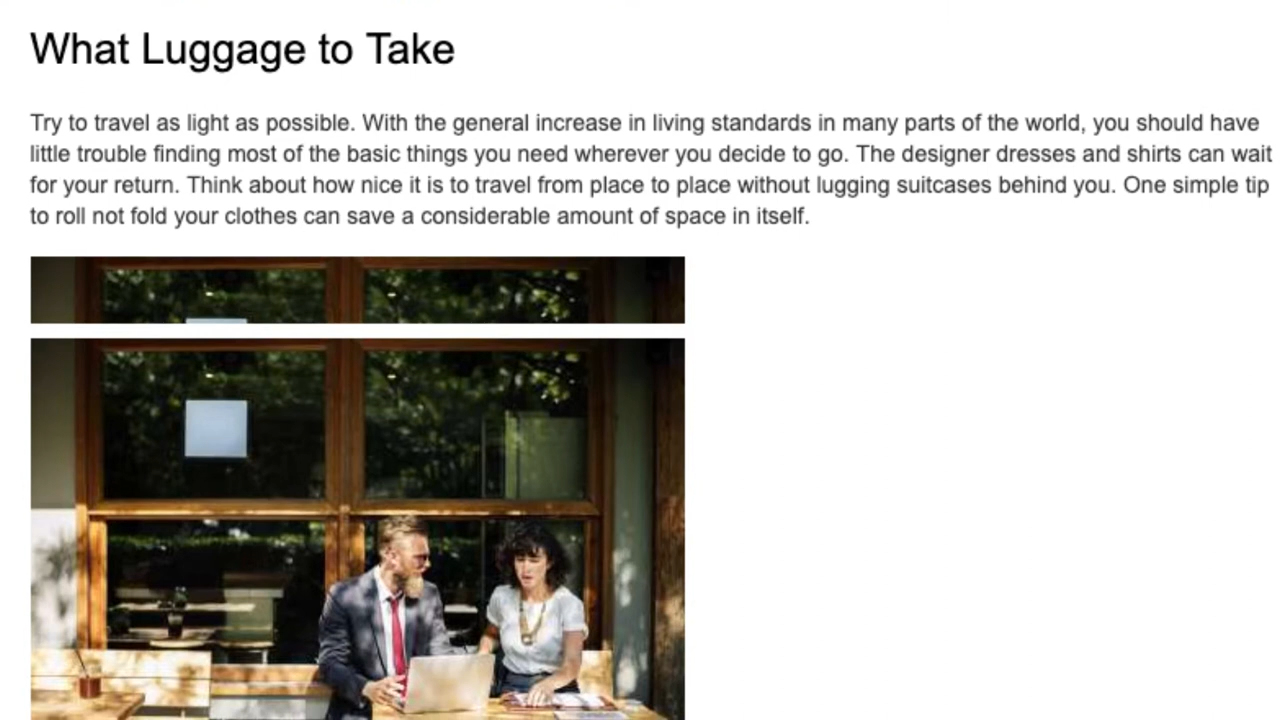 What Luggage to Take
Try to travel as light as possible. With the general increase in living standards in many parts of the world, you should have
little trouble finding most of the basic things you need wherever you decide to go. The designer dresses and shirts can wait
for your return. Think about how nice it is to travel from place to place without lugging suitcases behind you. One simple tip
to roll not fold your clothes can save a considerable amount of space in itself.